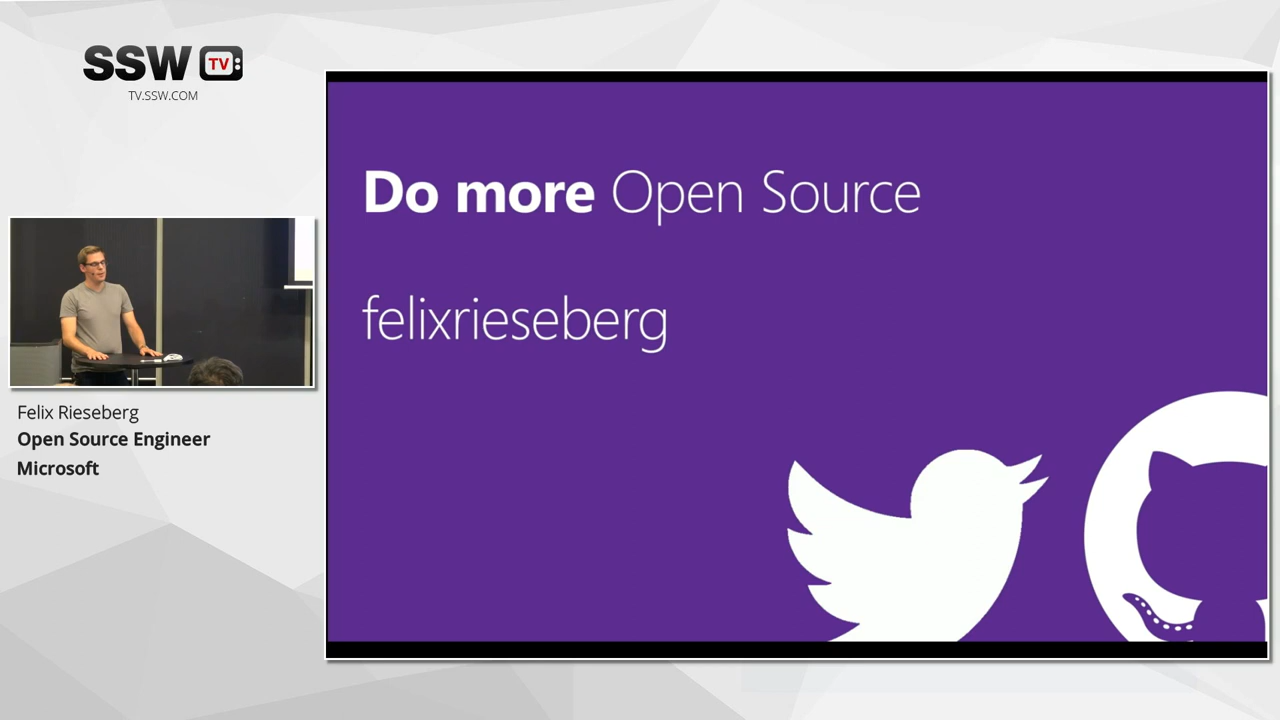 SSW TV
TV.SSW.COM
Do more Open Source
felixrieseberg
Felix Rieseberg
Open Source Engineer
Microsoft